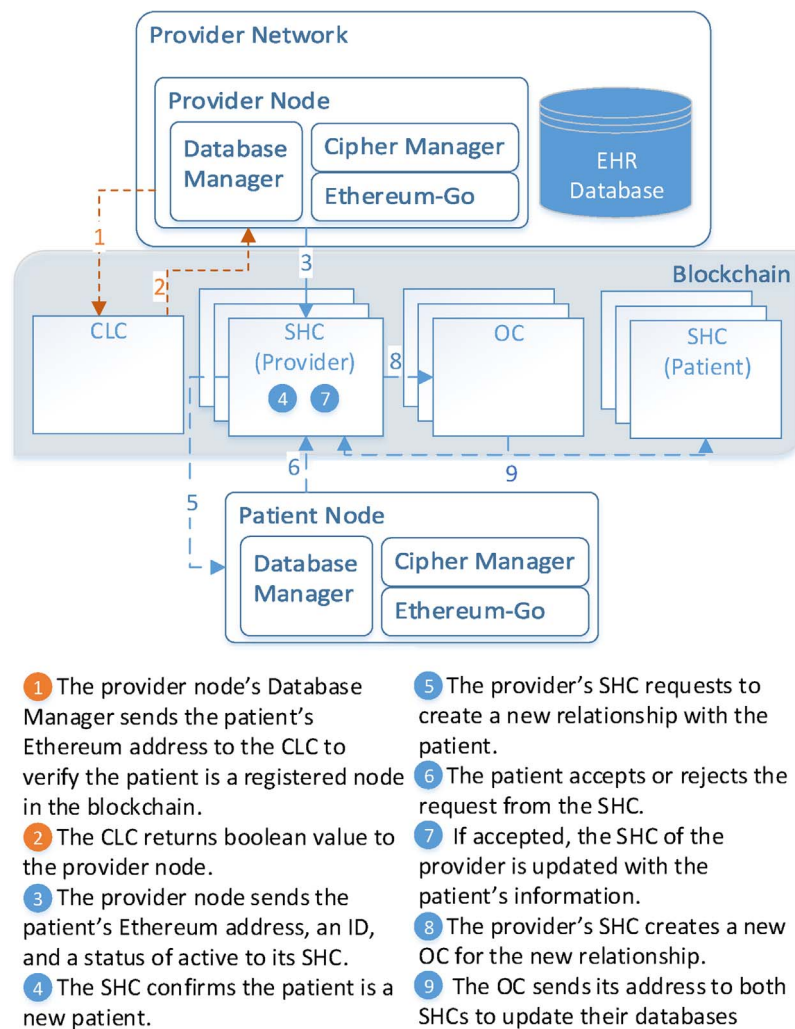 Provider Network
Provider Node
Database
Manager
Cipher Manager
Ethereum-Go
EHR
Database
1
2
3
Blockchain
CLC
SHC
(Provider)
4 7
8
OC
SHC
(Patient)
5
6
9
Patient Node
Database
Manager
Cipher Manager
Ethereum-Go
1 The provider node's Database
Manager sends the patient's
Ethereum address to the CLC to
verify the patient is a registered node
in the blockchain.
2 The CLC returns boolean value to
the provider node.
3 The provider node sends the
patient's Ethereum address, an ID,
and a status of active to its SHC.
4 The SHC confirms the patient is a
new patient.
5 The provider's SHC requests to
create a new relationship with the
patient.
6 The patient accepts or rejects the
request from the SHC.
7 If accepted, the SHC of the
provider is updated with the
patient's information.
8 The provider's SHC creates a new
OC for the new relationship.
9 The OC sends its address to both
SHCs to update their databases